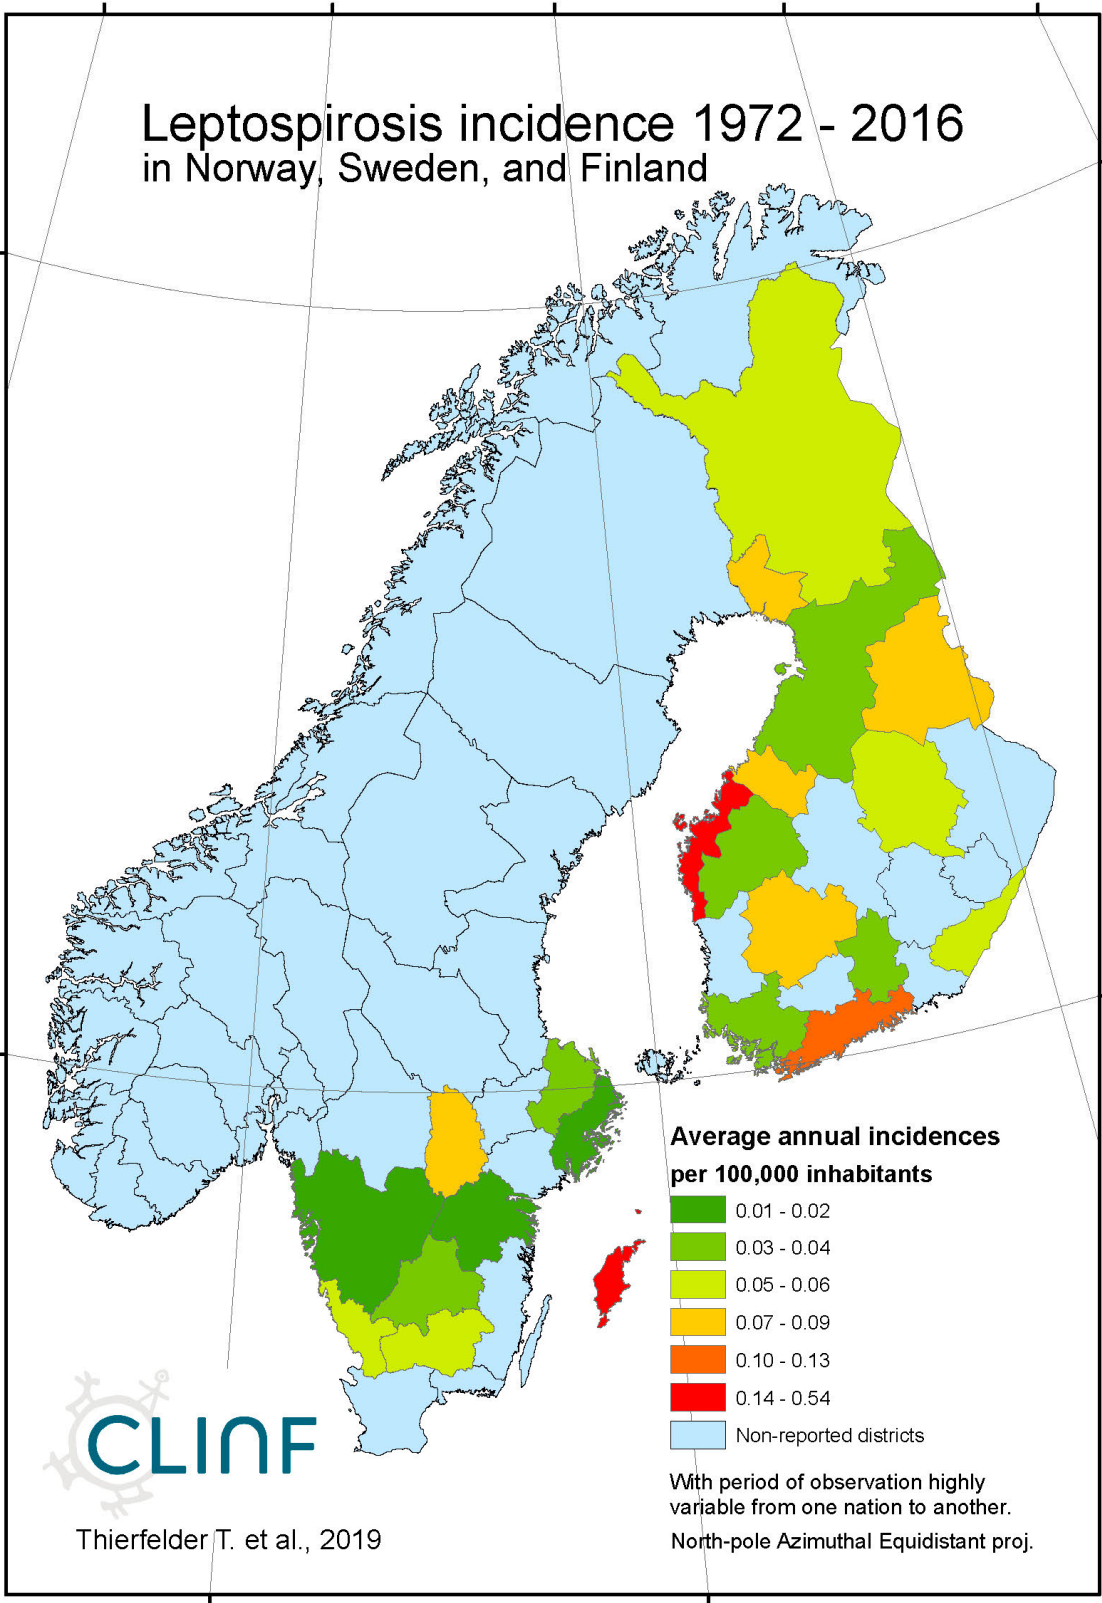 Leptospirosis incidence 1972 - 2016
in Norway, Sweden, and Finland
Average annual incidences
per 100,000 inhabitants
0.01 - 0.02
0.03 - 0.04
0.05 - 0.06
0.07 - 0.09
0.10 - 0.13
0.14 - 0.54
Non-reported districts
With period of observation highly
variable from one nation to another.
North-pole Azimuthal Equidistant proj.
CLINF
Thierfelder T. et al., 2019